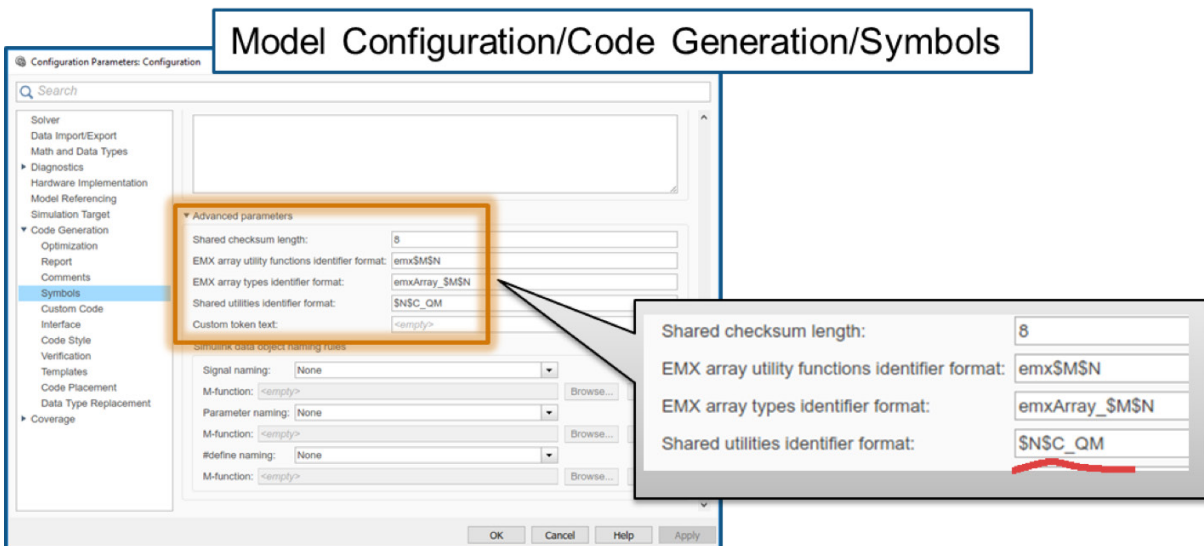 Model Configuration/Code Generation/Symbols
Configuration Parameters: Configuration
Search
Solver
Data Import/Export
Math and Data Types
Diagnostics
Hardware Implementation
Model Referencing
Simulation Target
Code Generation
Optimization
Report
Comments
Symbols
Custom Code
Interface
Code Style
Verification
Templates
Code Placement
Data Type Replacement
Coverage
Advanced parameters
Shared checksum length: 8
EMX array utility functions identifier format: emx$M$N
EMX array types identifier format: emxArray_$M$N
Shared utilities identifier format: $N$C_QM
Custom token text: <empty>
Simulink data object naming rules
Signal naming: None
M-function: <empty> Browse...
Parameter naming: None
M-function: <empty> Browse...
#define naming: None
M-function: <empty> Browse...
OK Cancel Help Apply
Shared checksum length: 8
EMX array utility functions identifier format: emx$M$N
EMX array types identifier format: emxArray_$M$N
Shared utilities identifier format: $N$C_QM